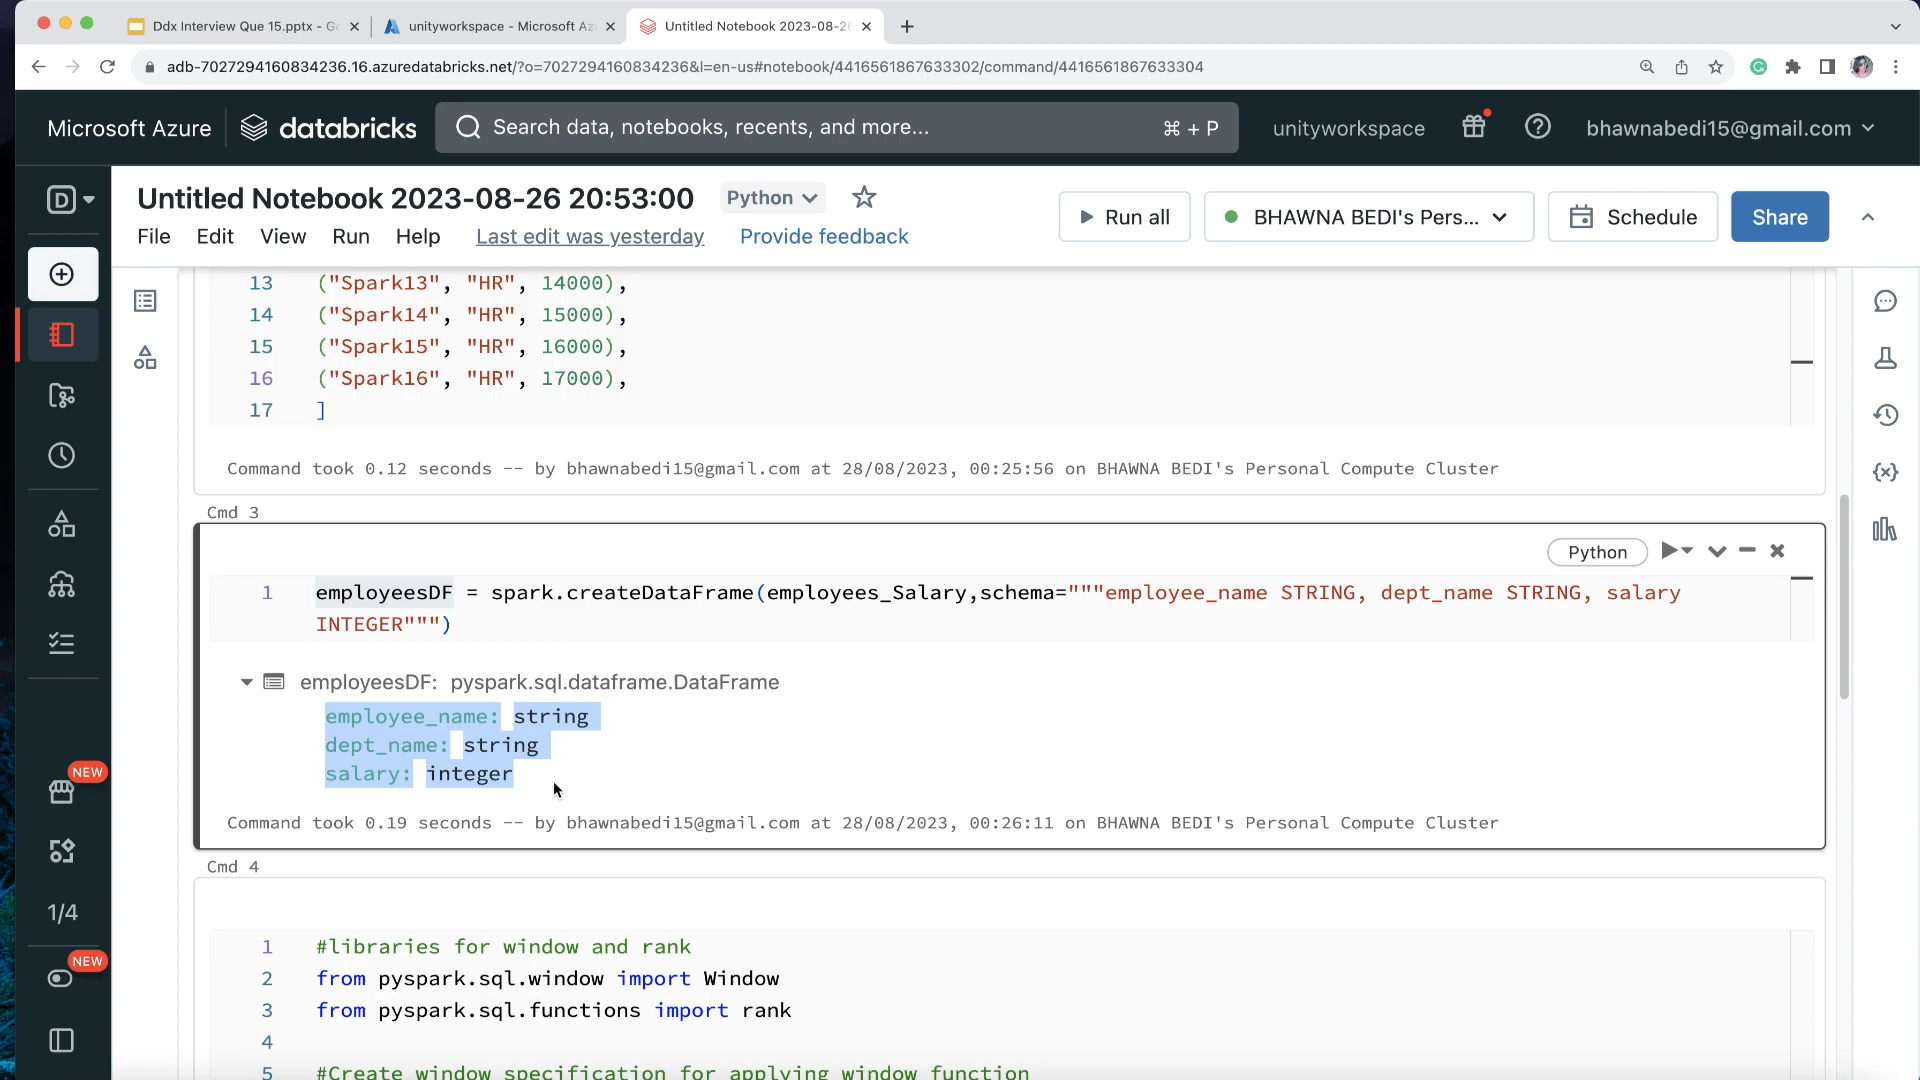 Ddx Interview Que 15.pptx - Go
unityworkspace - Microsoft Az
Untitled Notebook 2023-08-26
adb-7027294160834236.16.azuredatabricks.net/?o=7027294160834236&l=en-us#notebook/4416561867633302/command/4416561867633304
Microsoft Azure
databricks
Search data, notebooks, recents, and more...
⌘ + P
unityworkspace
bhawnabedi15@gmail.com
D
Untitled Notebook 2023-08-26 20:53:00
Python
Run all
BHAWNA BEDI's Pers...
Schedule
Share
File Edit View Run Help Last edit was yesterday Provide feedback
13 ("Spark13", "HR", 14000),
14 ("Spark14", "HR", 15000),
15 ("Spark15", "HR", 16000),
16 ("Spark16", "HR", 17000),
17 ]
Command took 0.12 seconds -- by bhawnabedi15@gmail.com at 28/08/2023, 00:25:56 on BHAWNA BEDI's Personal Compute Cluster
Cmd 3
Python
1 employeesDF = spark.createDataFrame(employees_Salary,schema="""employee_name STRING, dept_name STRING, salary
INTEGER""")
employeesDF: pyspark.sql.dataframe.DataFrame
employee_name: string
dept_name: string
salary: integer
Command took 0.19 seconds -- by bhawnabedi15@gmail.com at 28/08/2023, 00:26:11 on BHAWNA BEDI's Personal Compute Cluster
Cmd 4
1 #libraries for window and rank
2 from pyspark.sql.window import Window
3 from pyspark.sql.functions import rank
4
5 #Create window specification for applying window function
NEW
1/4
NEW